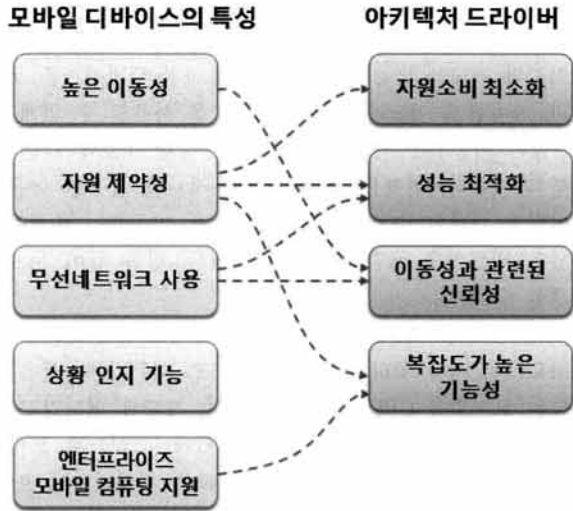 모바일 디바이스의 특성
아키텍처 드라이버
높은 이동성
자원 제약성
무선네트워크 사용
상황 인지 기능
엔터프라이즈
모바일 컴퓨팅 지원
자원소비 최소화
성능 최적화
이동성과 관련된
신뢰성
복잡도가 높은
기능성